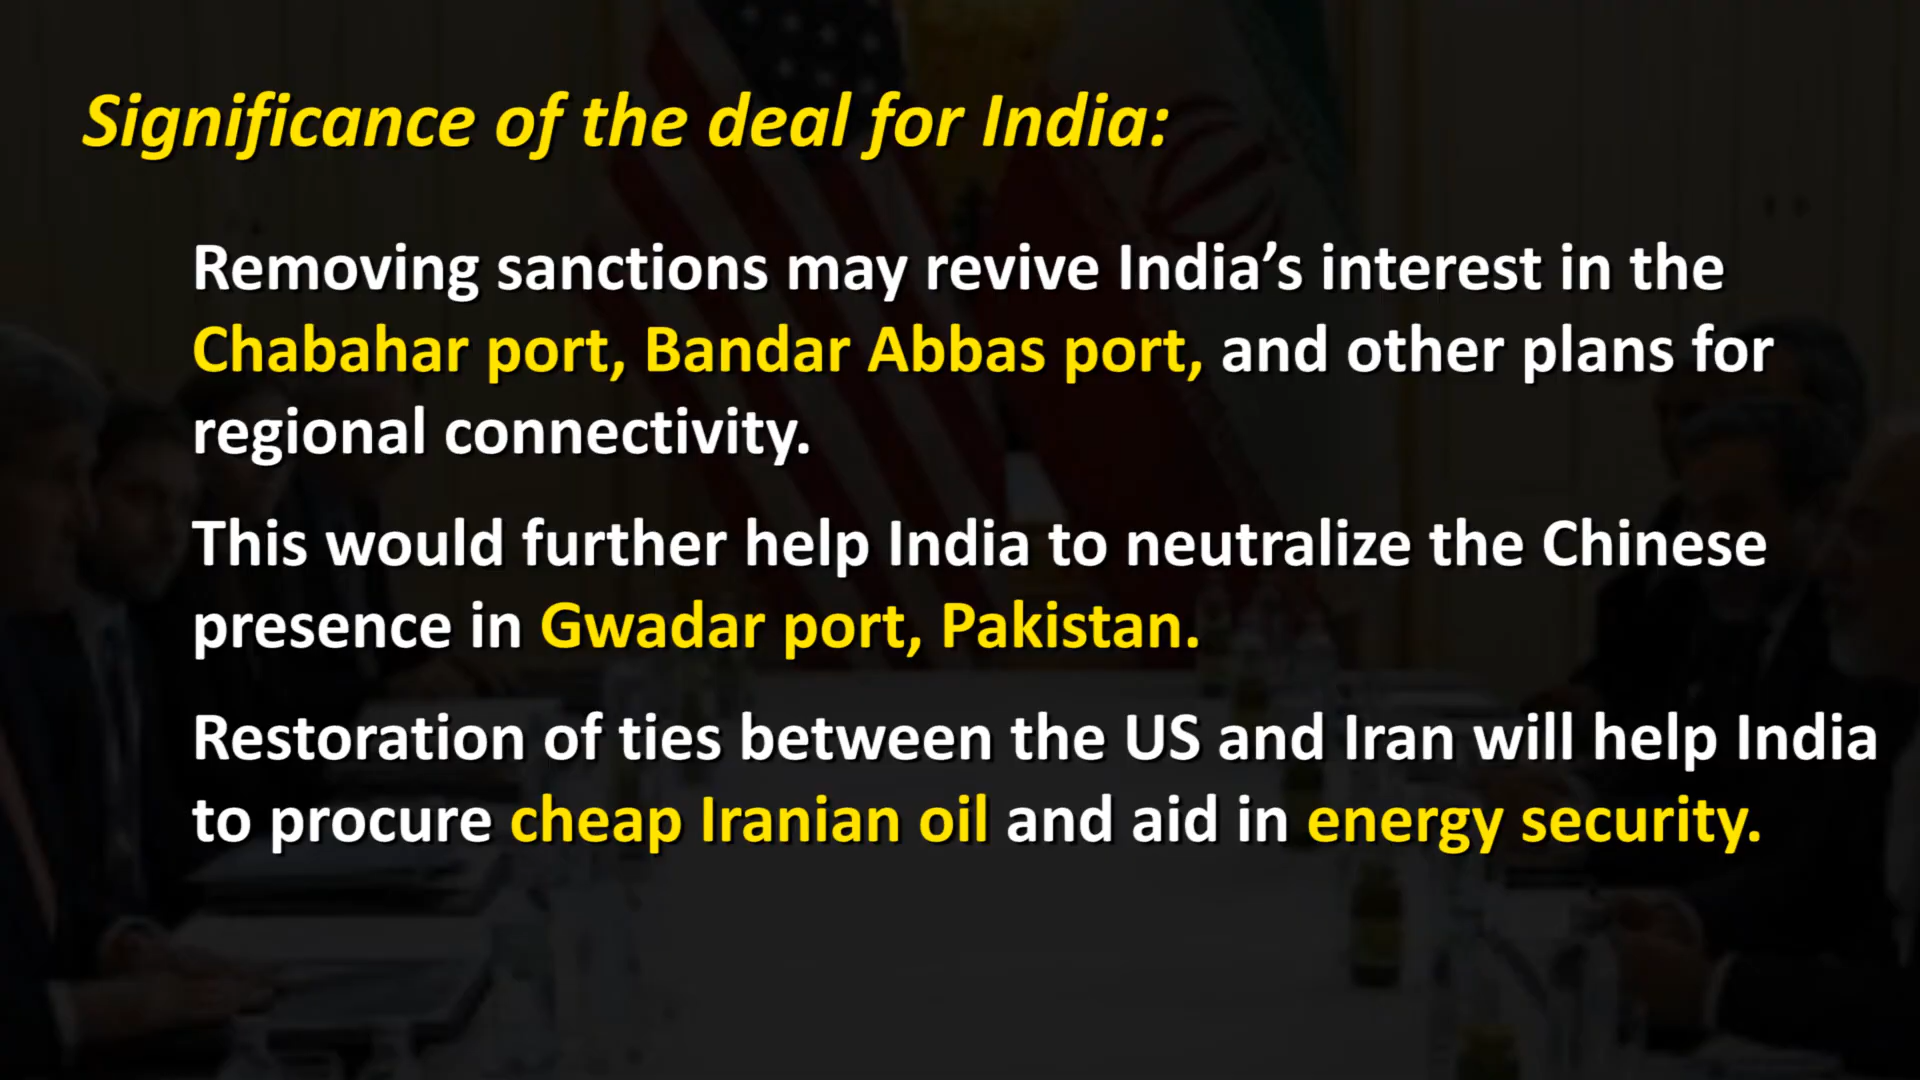 Significance of the deal for India:
Removing sanctions may revive India’s interest in the
Chabahar port, Bandar Abbas port, and other plans for
regional connectivity.
This would further help India to neutralize the Chinese
presence in Gwadar port, Pakistan.
Restoration of ties between the US and Iran will help India
to procure cheap Iranian oil and aid in energy security.